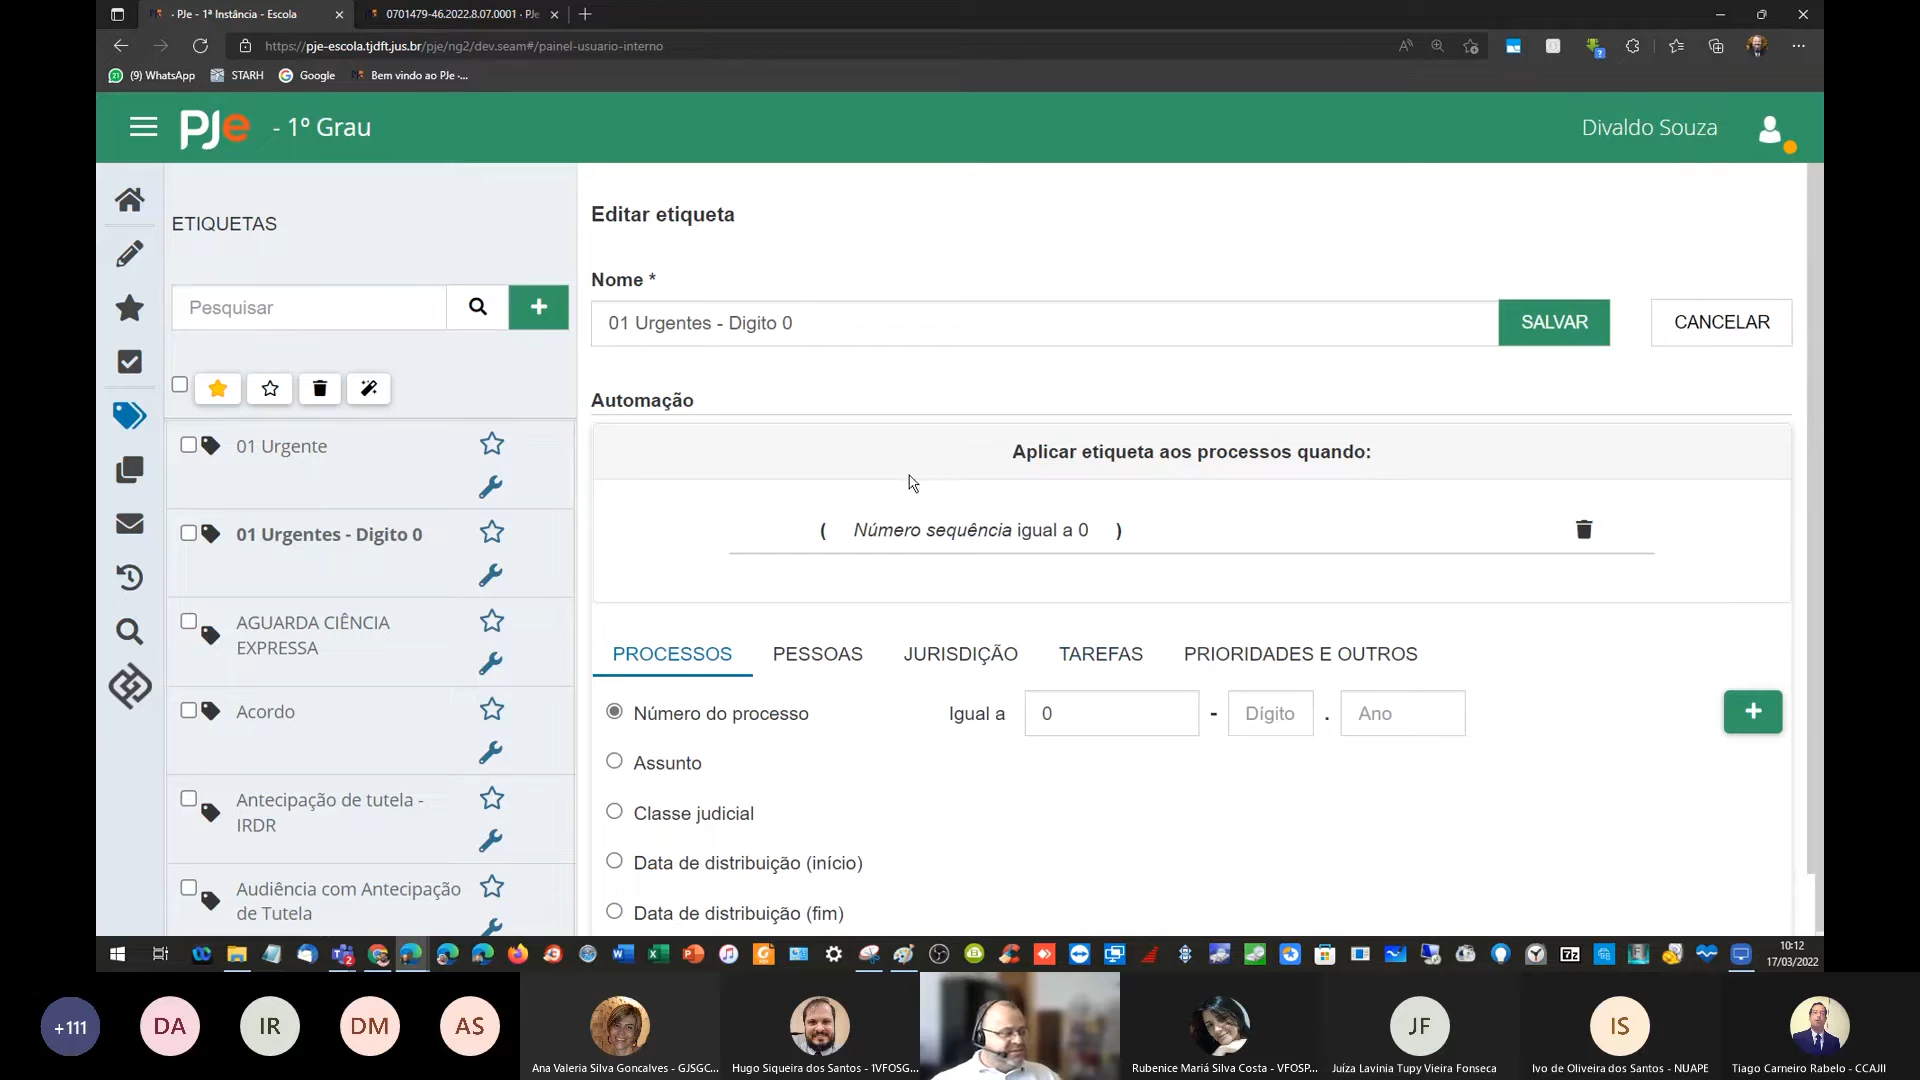 · PJe - 1ª Instância - Escola
0701479-46.2022.8.07.0001 · PJe
https://pje-escola.tjdft.jus.br/pje/ng2/dev.seam#/painel-usuario-interno
(9) WhatsApp STARH Google Bem vindo ao PJe ·...
PJe - 1º Grau
Divaldo Souza
ETIQUETAS
Pesquisar
01 Urgente
01 Urgentes - Digito 0
AGUARDA CIÊNCIA
EXPRESSA
Acordo
Antecipação de tutela -
IRDR
Audiência com Antecipação
de Tutela
Editar etiqueta
Nome *
01 Urgentes - Digito 0
SALVAR
CANCELAR
Automação
Aplicar etiqueta aos processos quando:
( Número sequência igual a 0 )
PROCESSOS PESSOAS JURISDIÇÃO TAREFAS PRIORIDADES E OUTROS
Número do processo Igual a 0 - Dígito . Ano
Assunto
Classe judicial
Data de distribuição (início)
Data de distribuição (fim)
10:12
17/03/2022
+111
DA
IR
DM
AS
JF
IS
Ana Valeria Silva Goncalves - GJSGC...
Hugo Siqueira dos Santos - 1VFOSG...
Rubenice Mariá Silva Costa - VFOSP...
Juíza Lavinia Tupy Vieira Fonseca
Ivo de Oliveira dos Santos - NUAPE
Tiago Carneiro Rabelo - CCAJII